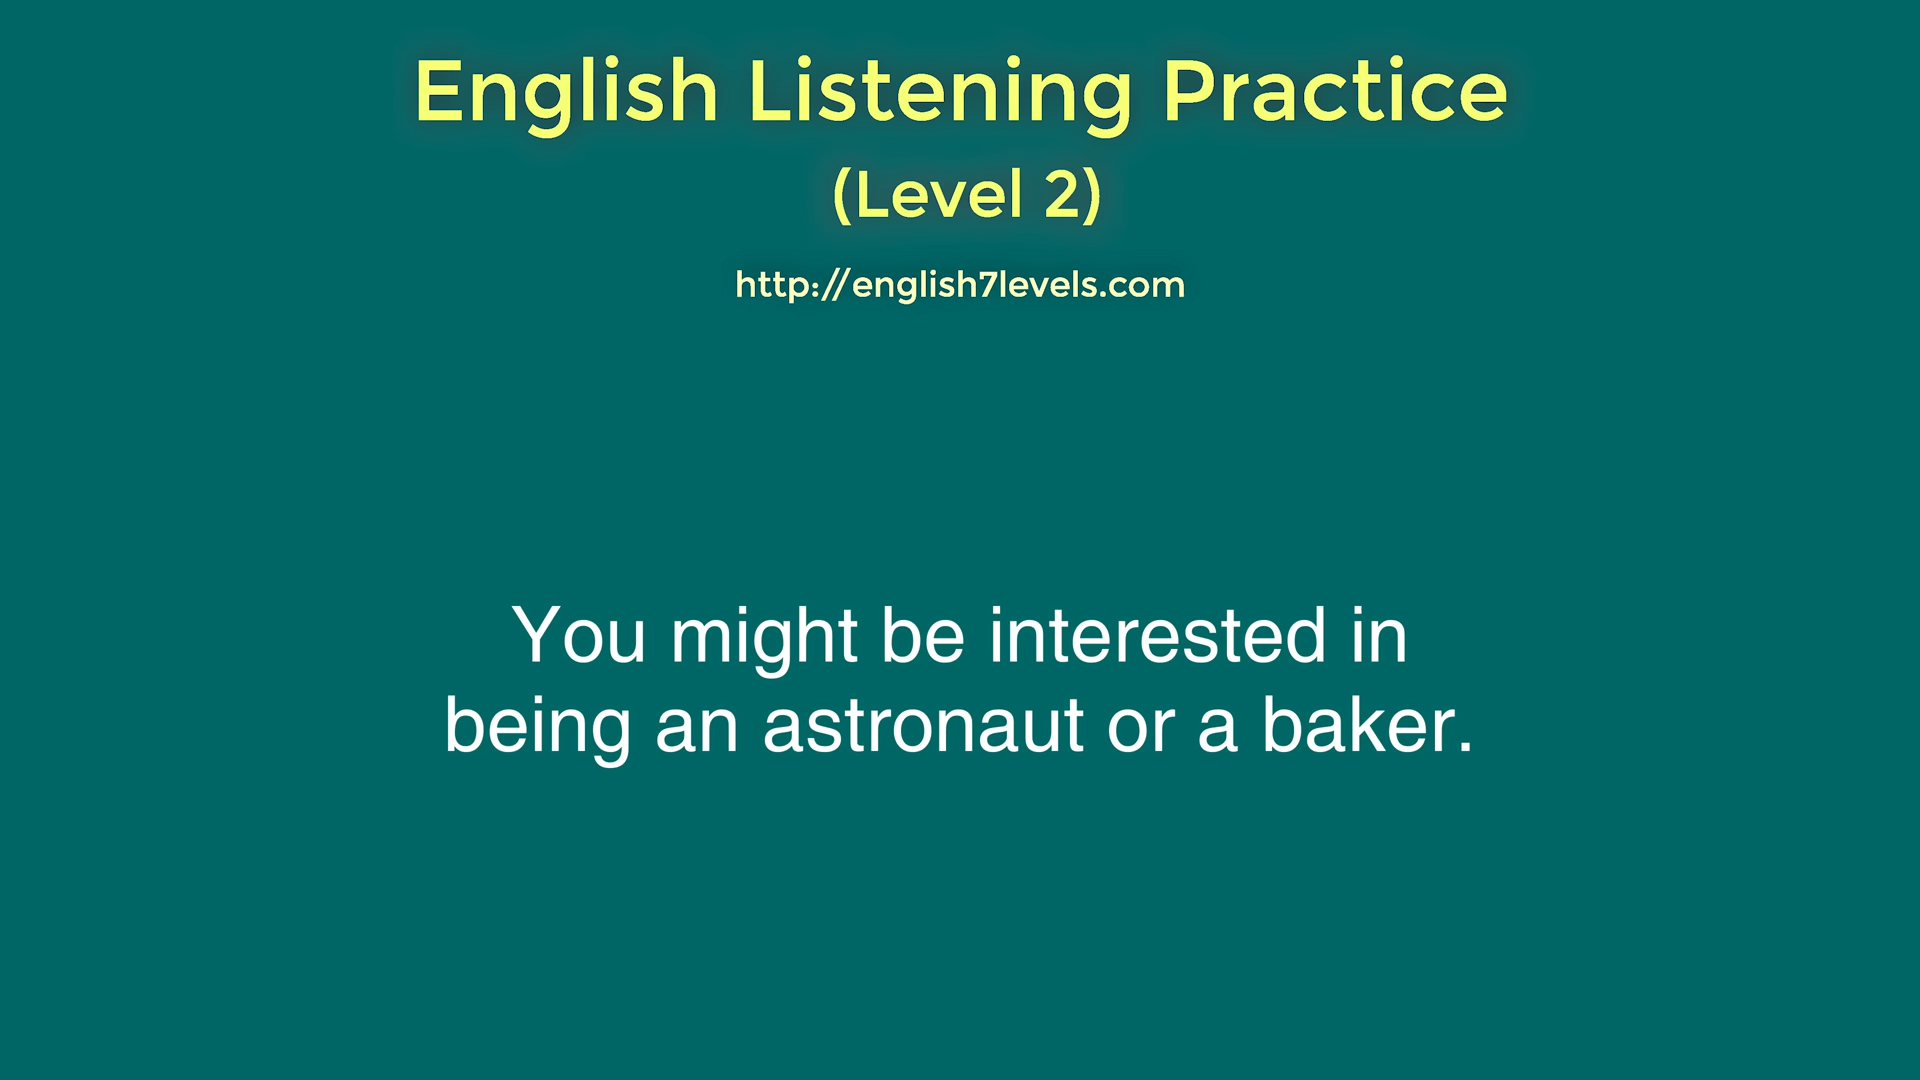 English Listening Practice
(Level 2)
http://english7levels.com
You might be interested in
being an astronaut or a baker.